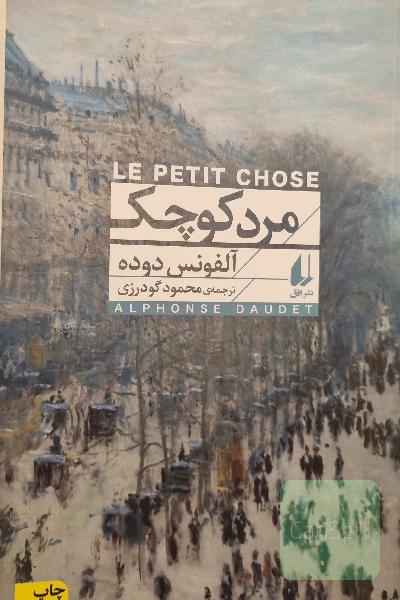 LE PETIT CHOSE
مرد کوچک
آلفونس دوده
ترجمه‌ی محمود گودرزی
نشر افق
ALPHONSE DAUDET
چاپ